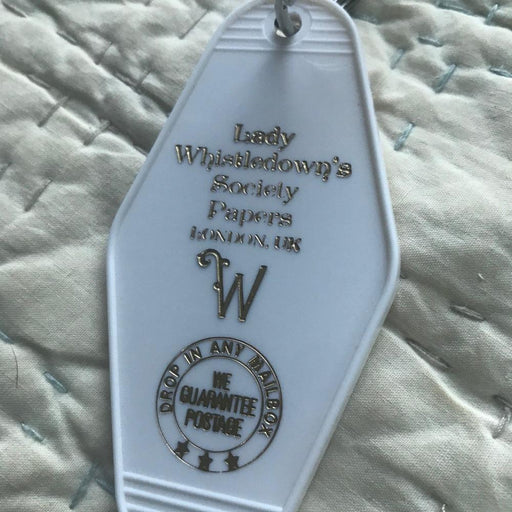 Lady
Whistledown's
Society
Papers
LONDON, UK
W
DROP IN ANY MAILBOX
WE
GUARANTEE
POSTAGE